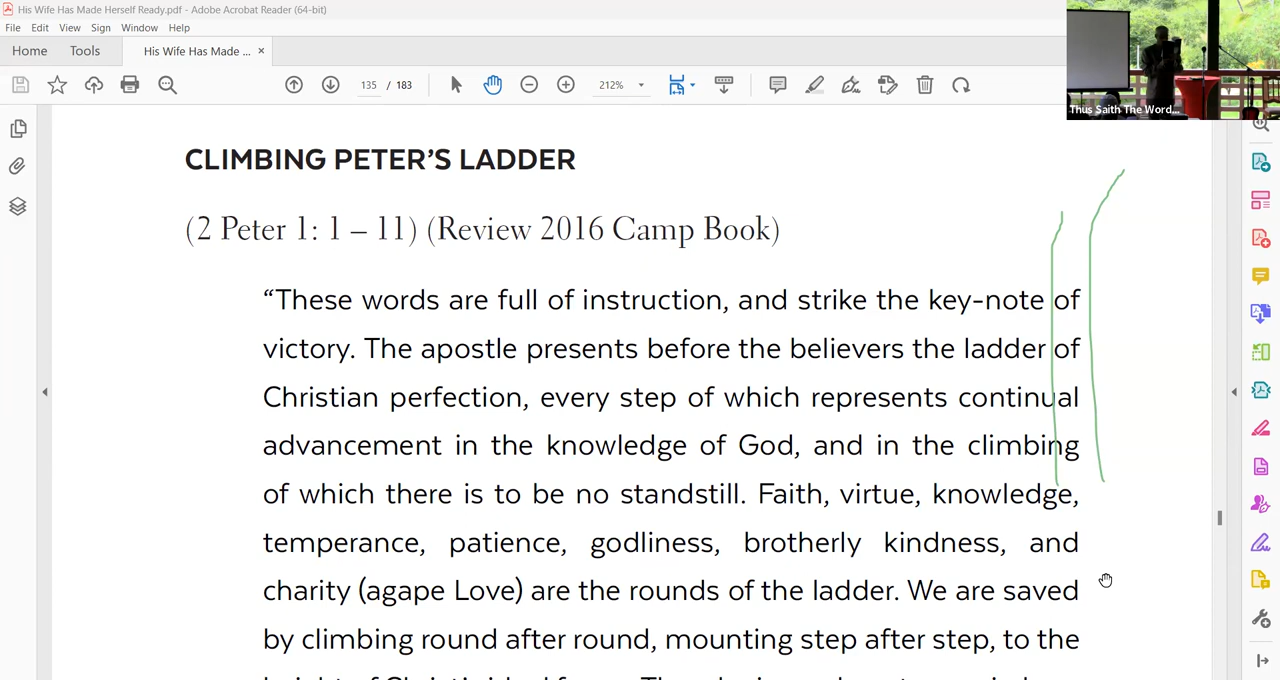 His Wife Has Made Herself Ready.pdf - Adobe Acrobat Reader (64-bit)
File Edit View Sign Window Help
Home Tools His Wife Has Made ... ×
135 / 183 212%
Thus Saith The Word...
CLIMBING PETER'S LADDER
(2 Peter 1: 1 – 11) (Review 2016 Camp Book)
“These words are full of instruction, and strike the key-note of
victory. The apostle presents before the believers the ladder of
Christian perfection, every step of which represents continual
advancement in the knowledge of God, and in the climbing
of which there is to be no standstill. Faith, virtue, knowledge,
temperance, patience, godliness, brotherly kindness, and
charity (agape Love) are the rounds of the ladder. We are saved
by climbing round after round, mounting step after step, to the